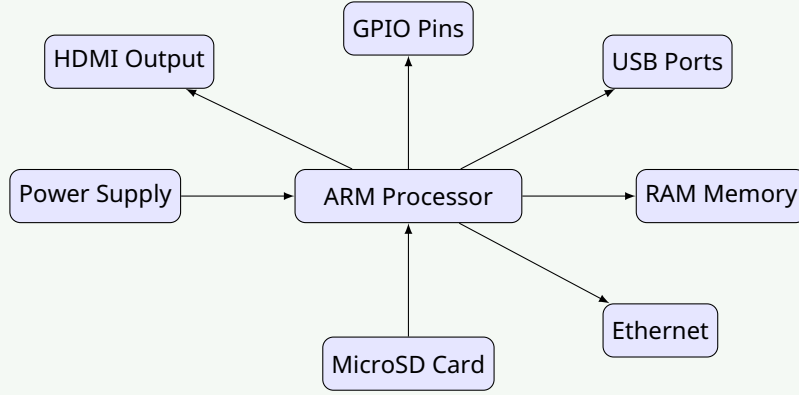 GPIO Pins
HDMI Output
USB Ports
Power Supply
ARM Processor
RAM Memory
Ethernet
MicroSD Card